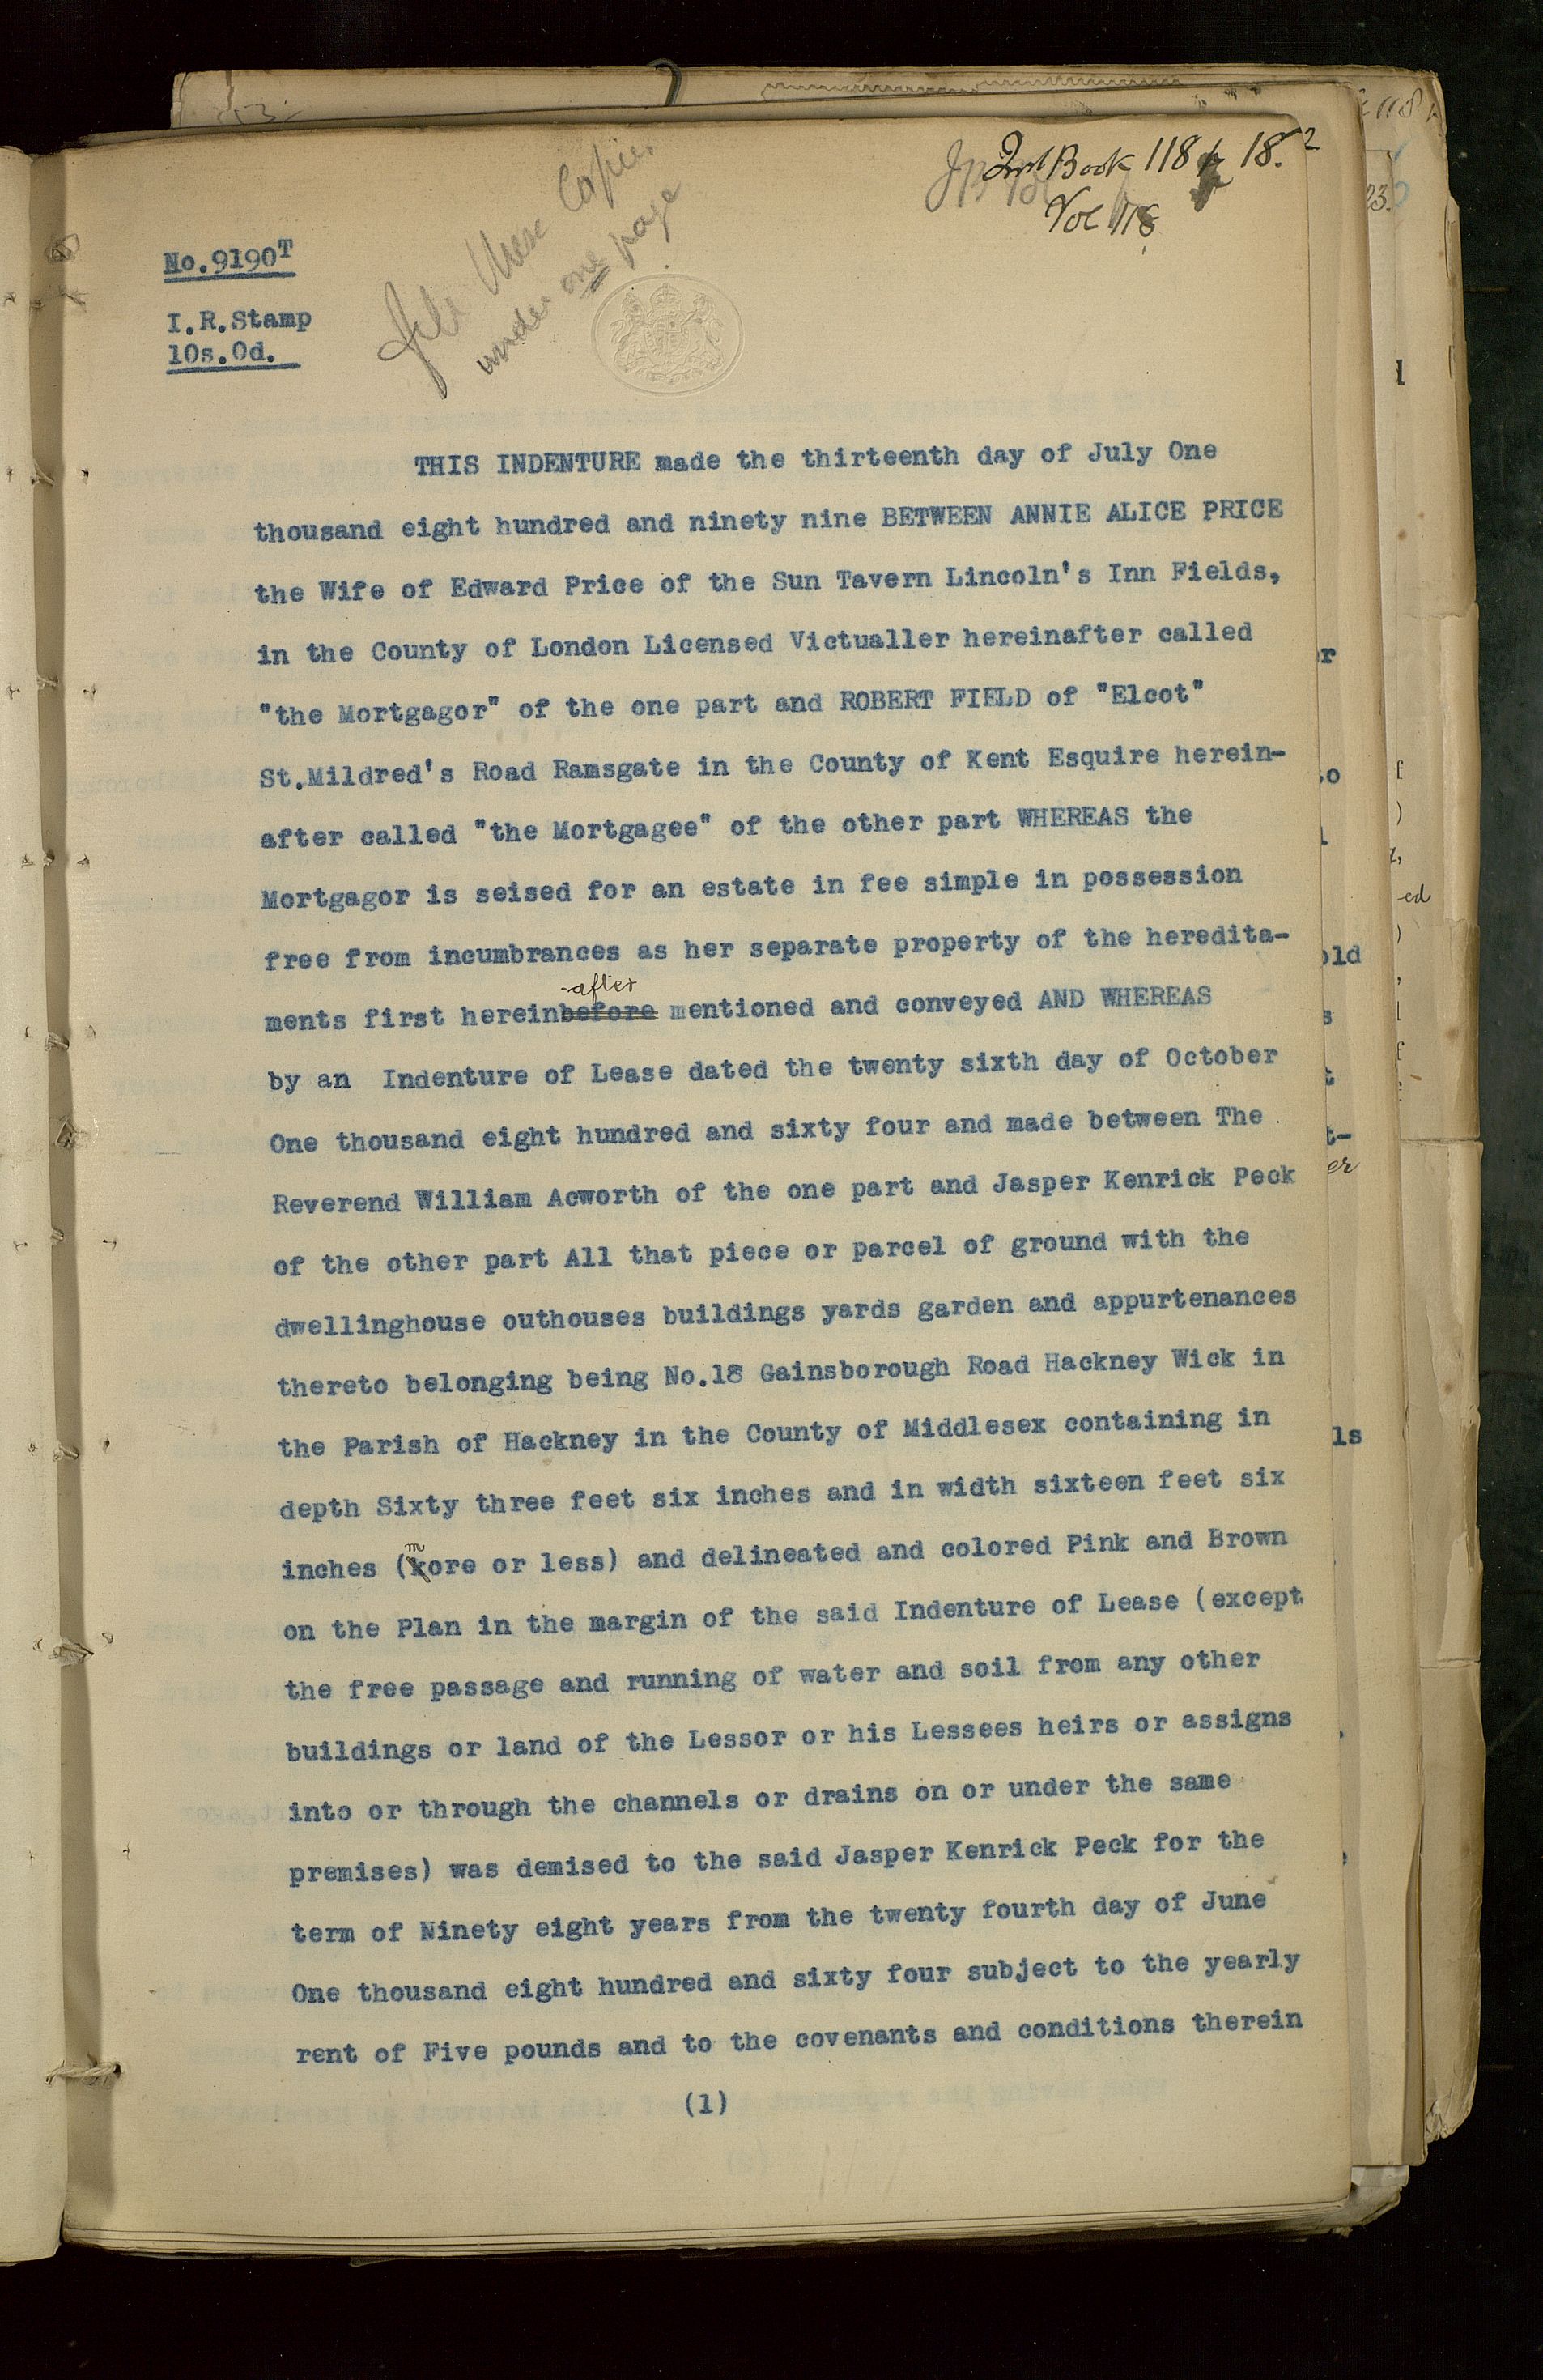 Book 118 p 18.²
Vol 118
file these Copies
under one page
No.9190T
I.R.Stamp
10s.0d.
THIS INDENTURE made the thirteenth day of July One
thousand eight hundred and ninety nine BETWEEN ANNIE ALICE PRICE
the Wife of Edward Price of the Sun Tavern Lincoln's Inn Fields,
in the County of London Licensed Victualler hereinafter called
"the Mortgagor" of the one part and ROBERT FIELD of "Elcot"
St.Mildred's Road Ramsgate in the County of Kent Esquire herein-
after called "the Mortgagee" of the other part WHEREAS the
Mortgagor is seised for an estate in fee simple in possession
free from incumbrances as her separate property of the heredita-
-after
ments first hereinbefore mentioned and conveyed AND WHEREAS
by an Indenture of Lease dated the twenty sixth day of October
One thousand eight hundred and sixty four and made between The
Reverend William Acworth of the one part and Jasper Kenrick Peck
of the other part All that piece or parcel of ground with the
dwellinghouse outhouses buildings yards garden and appurtenances
thereto belonging being No.18 Gainsborough Road Hackney Wick in
the Parish of Hackney in the County of Middlesex containing in
depth Sixty three feet six inches and in width sixteen feet six
m
inches (kore or less) and delineated and colored Pink and Brown
on the Plan in the margin of the said Indenture of Lease (except
the free passage and running of water and soil from any other
buildings or land of the Lessor or his Lessees heirs or assigns
into or through the channels or drains on or under the same
premises) was demised to the said Jasper Kenrick Peck for the
term of Ninety eight years from the twenty fourth day of June
One thousand eight hundred and sixty four subject to the yearly
rent of Five pounds and to the covenants and conditions therein
(1)